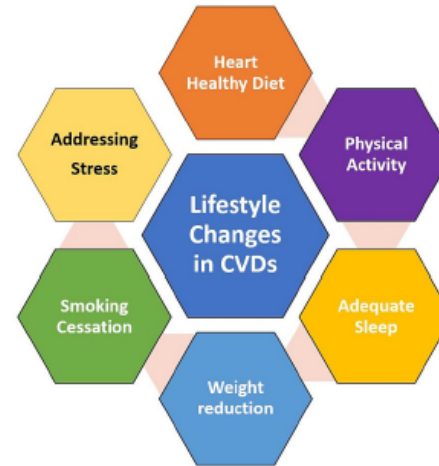 Heart
Healthy Diet
Physical
Activity
Adequate
Sleep
Weight
reduction
Smoking
Cessation
Addressing
Stress
Lifestyle
Changes
in CVDs